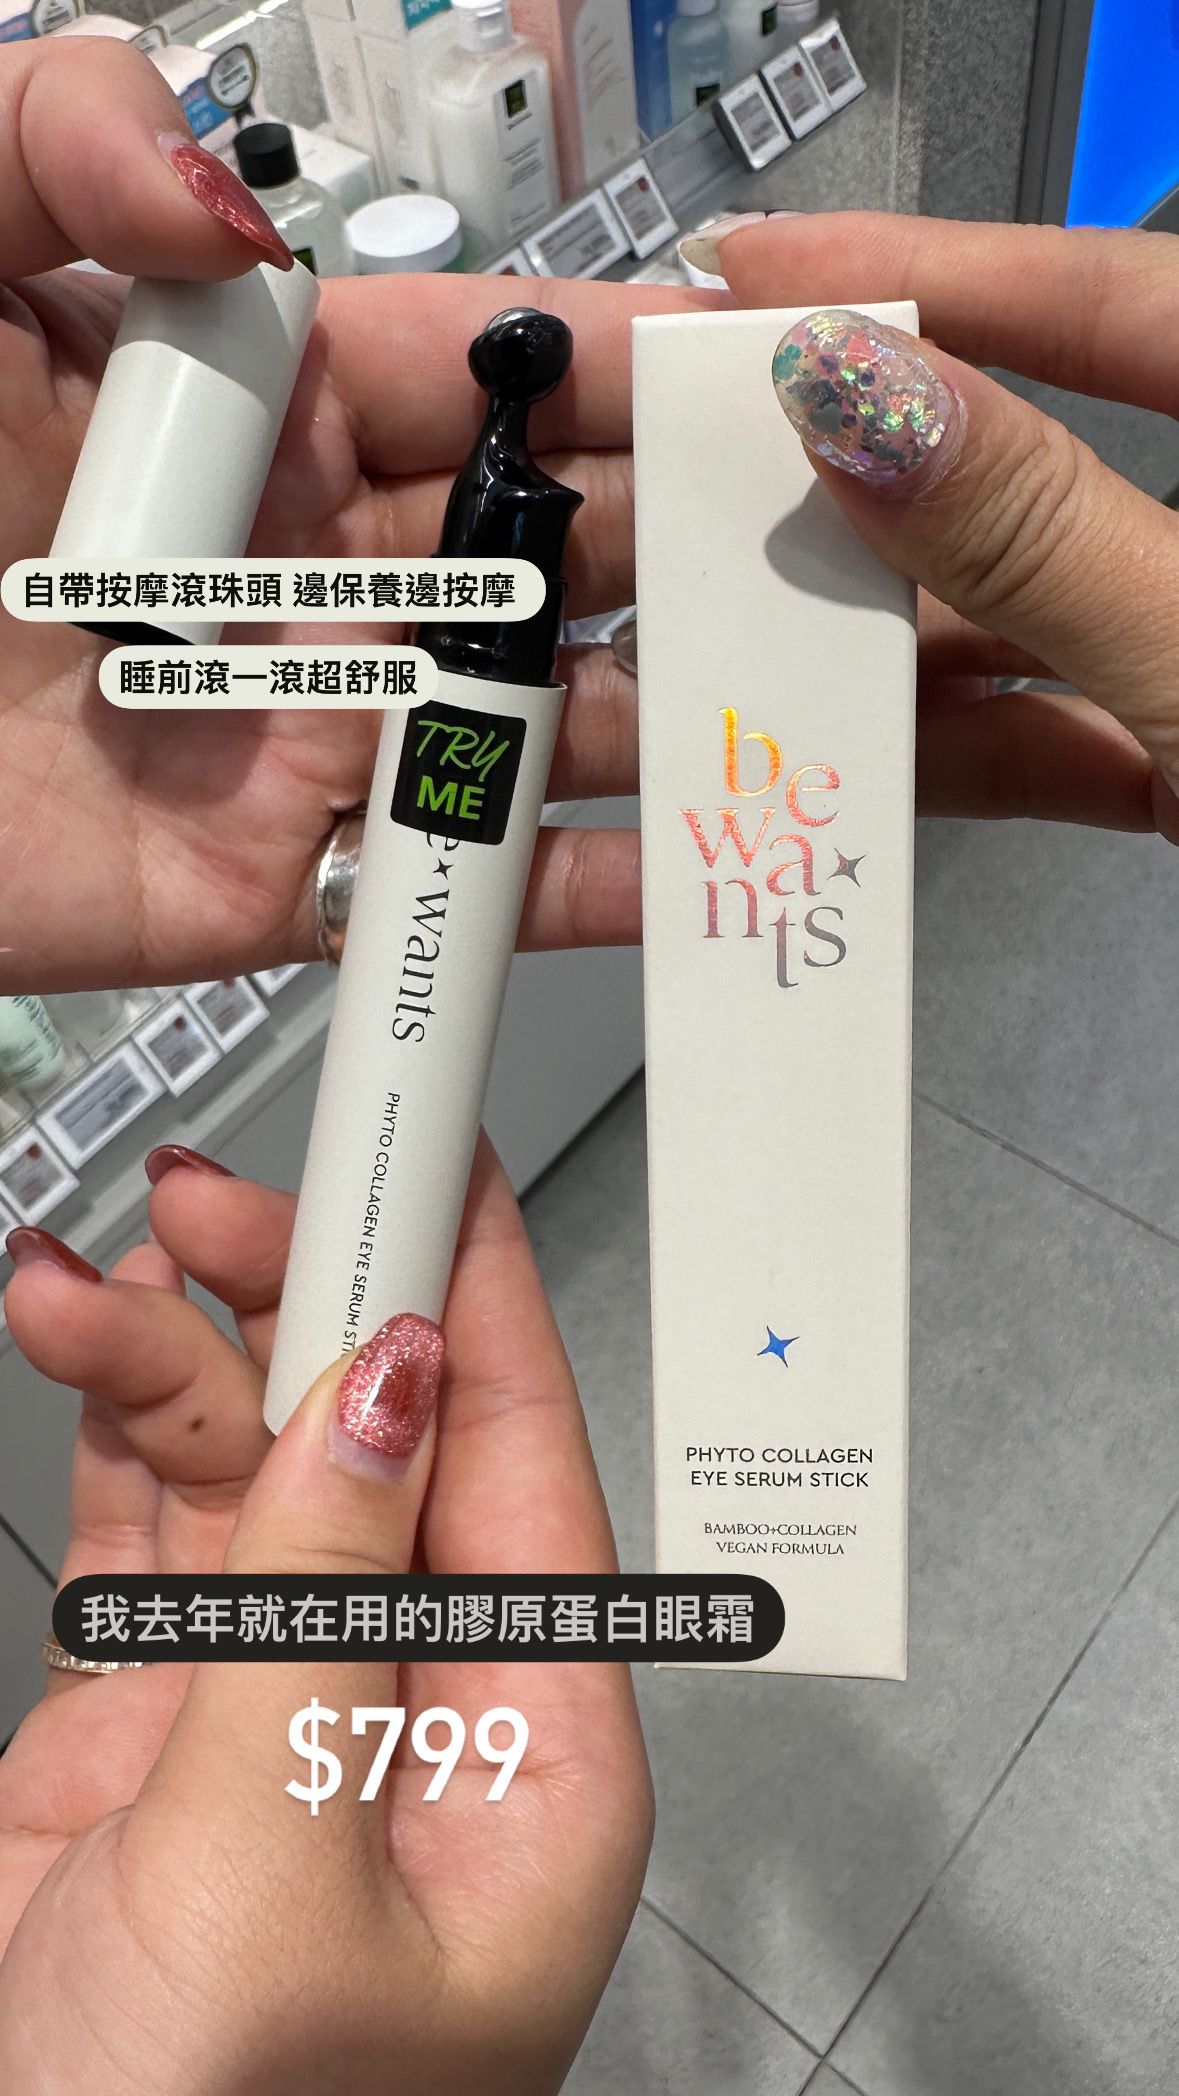 自帶按摩滾珠頭 邊保養邊按摩
睡前滾一滾超舒服
TRY
ME
wants
PHYTO COLLAGEN EYE SERUM
be
wa
nts
PHYTO COLLAGEN
EYE SERUM STICK
BAMBOO+COLLAGEN
VEGAN FORMULA
我去年就在用的膠原蛋白眼霜
$799